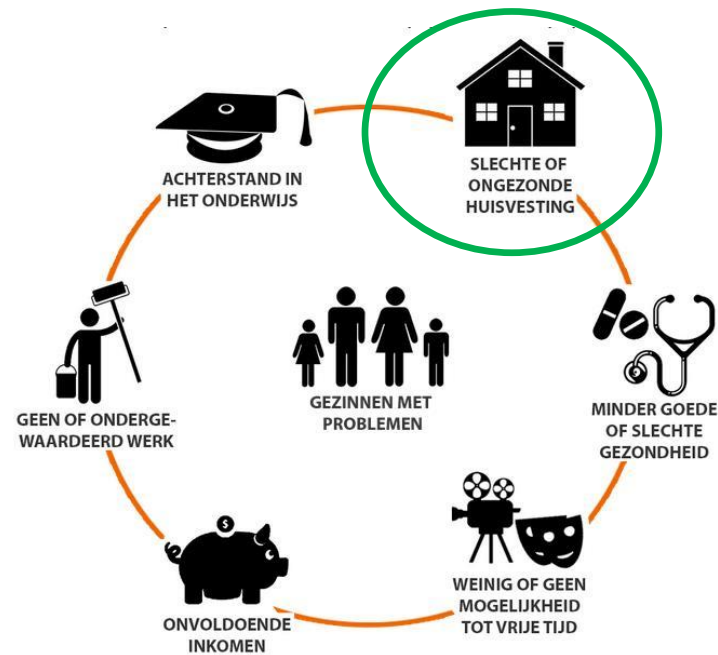 ACHTERSTAND IN
HET ONDERWIJS
SLECHTE OF
ONGEZONDE
HUISVESTING
MINDER GOEDE
OF SLECHTE
GEZONDHEID
WEINIG OF GEEN
MOGELIJKHEID
TOT VRIJE TIJD
$
ONVOLDOENDE
INKOMEN
GEEN OF ONDERGE-
WAARDEERD WERK
GEZINNEN MET
PROBLEMEN